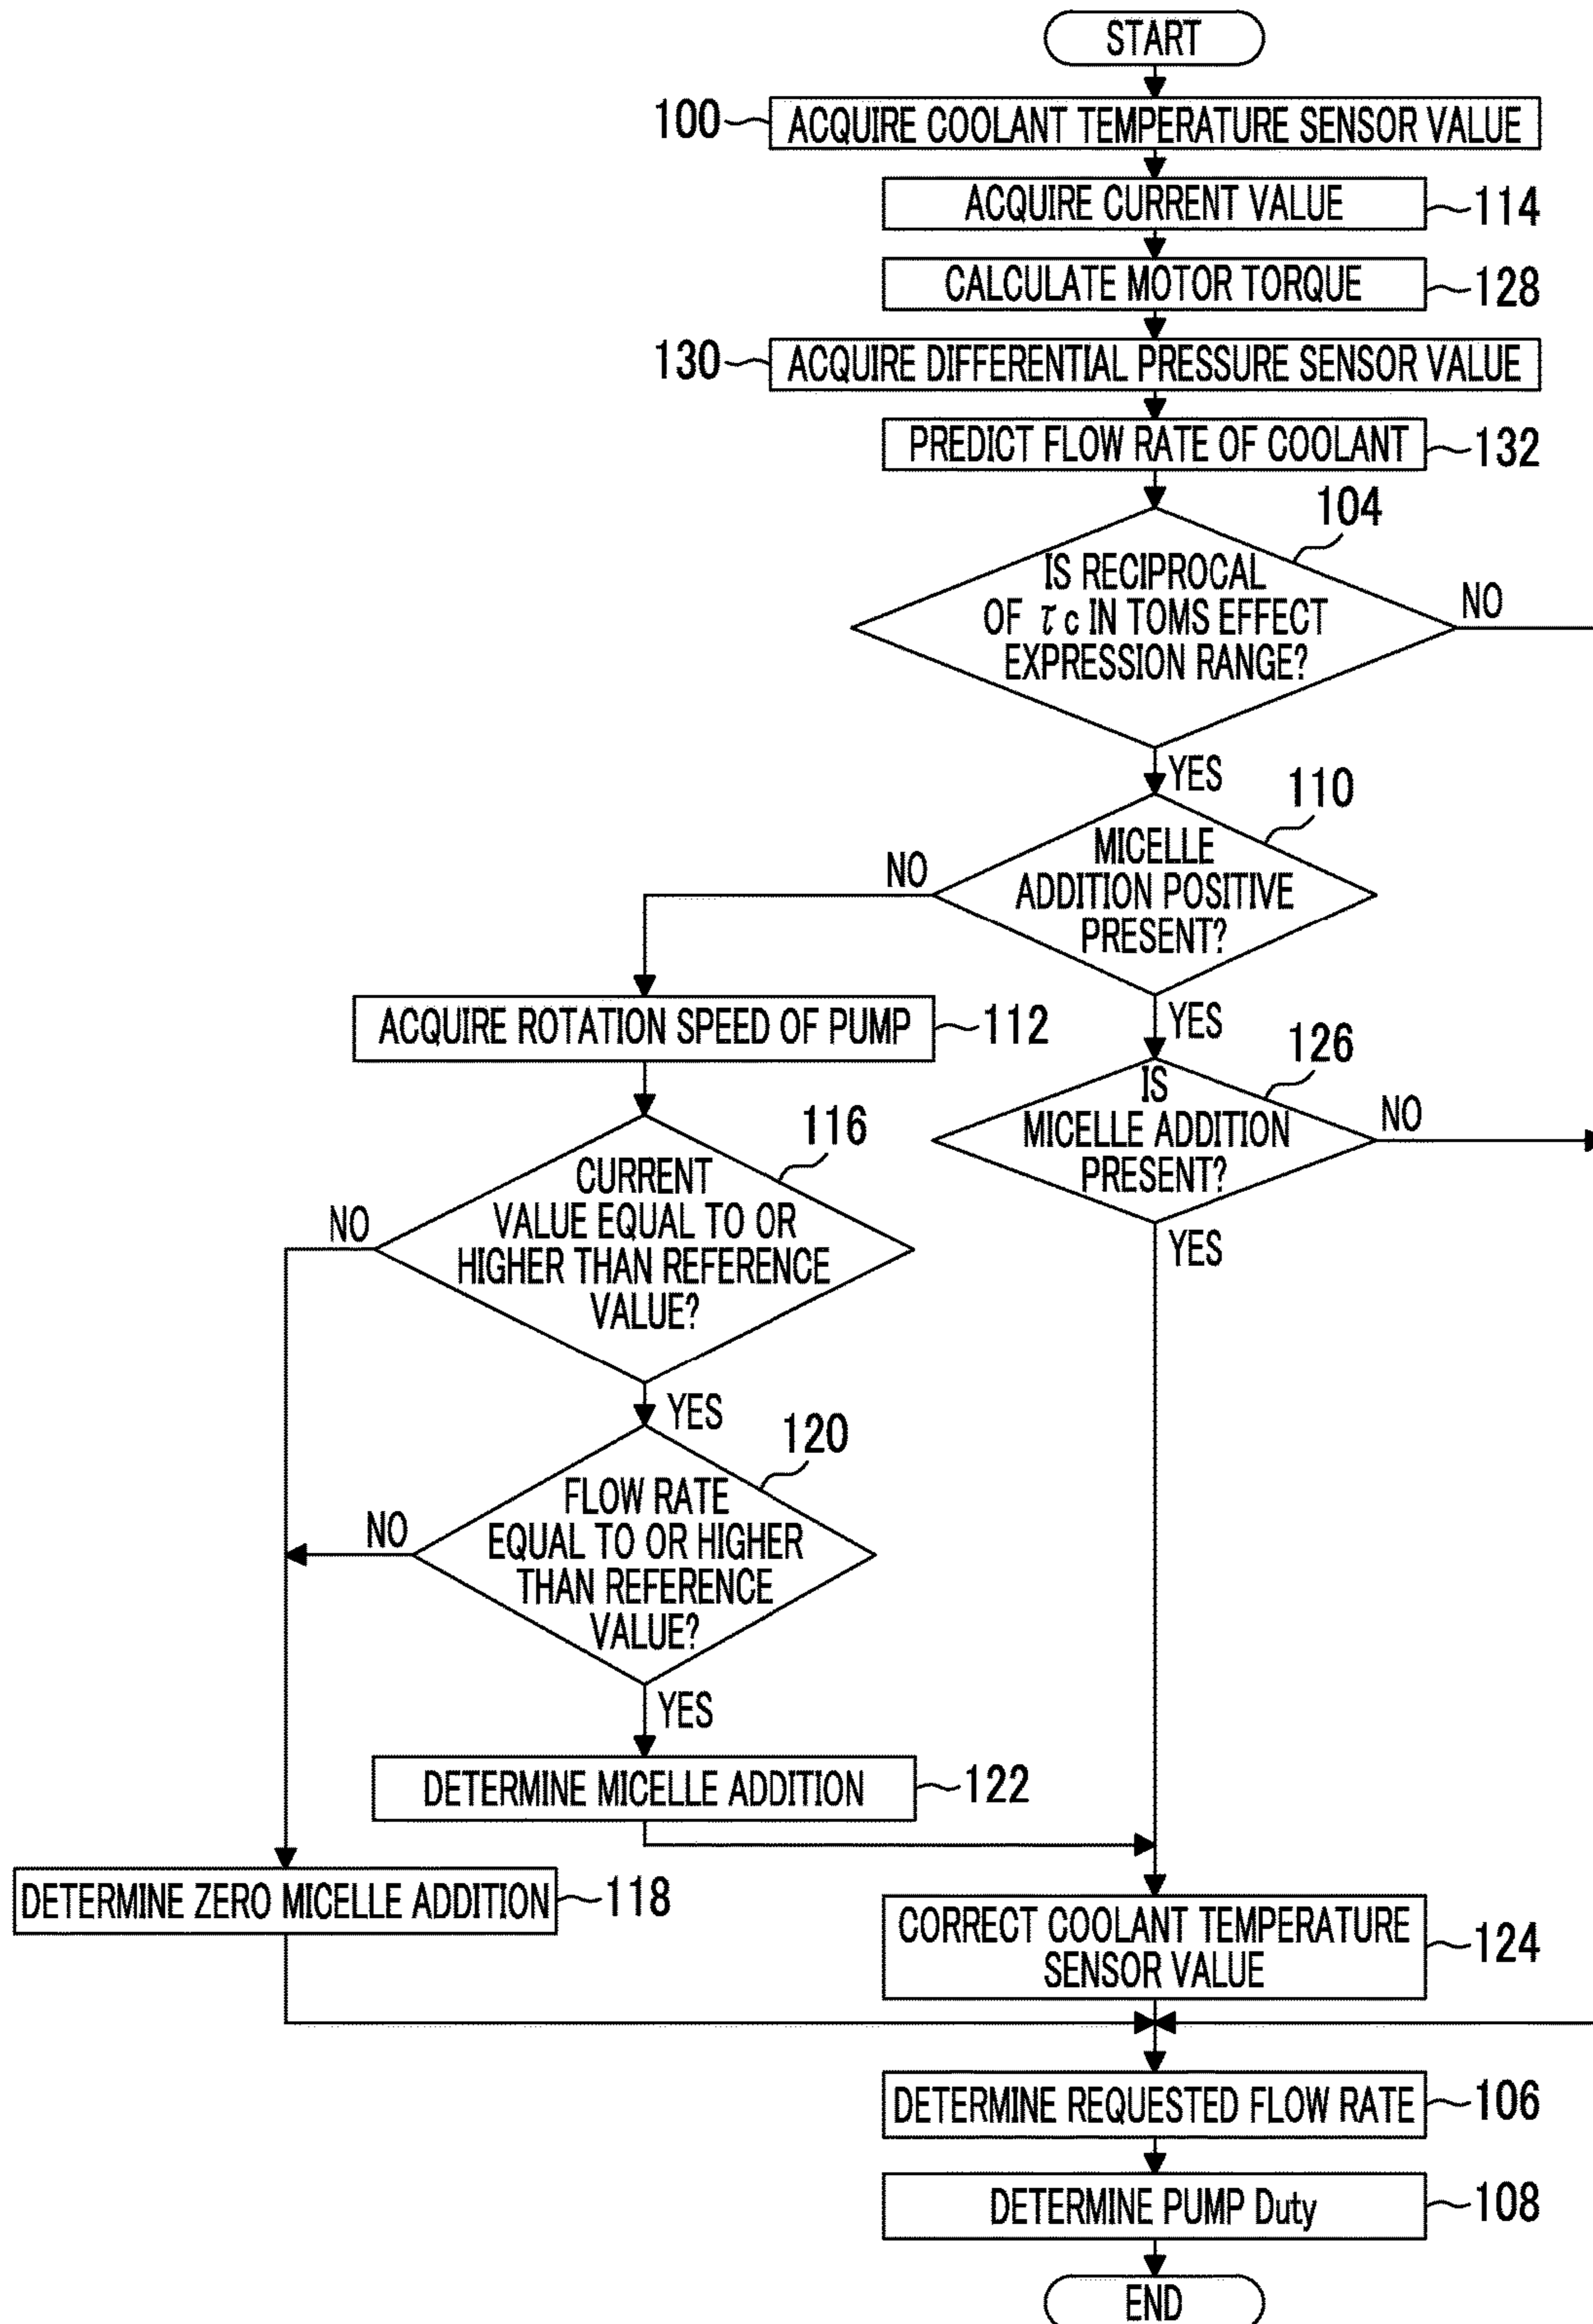 START
100
ACQUIRE COOLANT TEMPERATURE SENSOR VALUE
ACQUIRE CURRENT VALUE
114
CALCULATE MOTOR TORQUE
128
130
ACQUIRE DIFFERENTIAL PRESSURE SENSOR VALUE
PREDICT FLOW RATE OF COOLANT
132
104
IS RECIPROCAL
OF τc IN TOMS EFFECT
EXPRESSION RANGE?
NO
YES
110
MICELLE
ADDITION POSITIVE
PRESENT?
NO
YES
ACQUIRE ROTATION SPEED OF PUMP
112
126
IS
MICELLE ADDITION
PRESENT?
NO
YES
116
CURRENT
VALUE EQUAL TO OR
HIGHER THAN REFERENCE
VALUE?
NO
YES
120
FLOW RATE
EQUAL TO OR HIGHER
THAN REFERENCE
VALUE?
NO
YES
DETERMINE MICELLE ADDITION
122
DETERMINE ZERO MICELLE ADDITION
118
CORRECT COOLANT TEMPERATURE
SENSOR VALUE
124
DETERMINE REQUESTED FLOW RATE
106
DETERMINE PUMP Duty
108
END